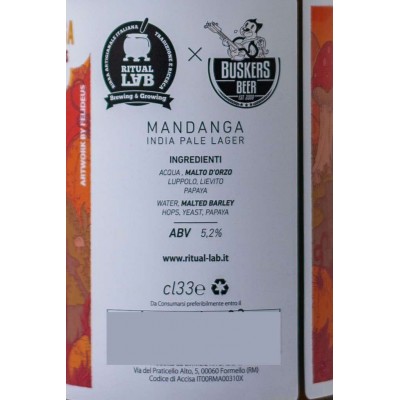 BIRRA ARTIGIANALE ITALIANA
TRADIZIONE E RICERCA
RITUAL
LAB
Brewing & Growing
×
BUSKERS
BEER
ARTWORK BY FELIDEUS
MANDANGA
INDIA PALE LAGER
INGREDIENTI
ACQUA , MALTO D'ORZO
LUPPOLO, LIEVITO
PAPAYA
WATER, MALTED BARLEY
HOPS, YEAST, PAPAYA
ABV 5,2%
www.ritual-lab.it
cl33e
Da Consumarsi preferibilmente entro il
Via del Praticello Alto, 5, 00060 Formello (RM)
Codice di Accisa IT00RMA00310X